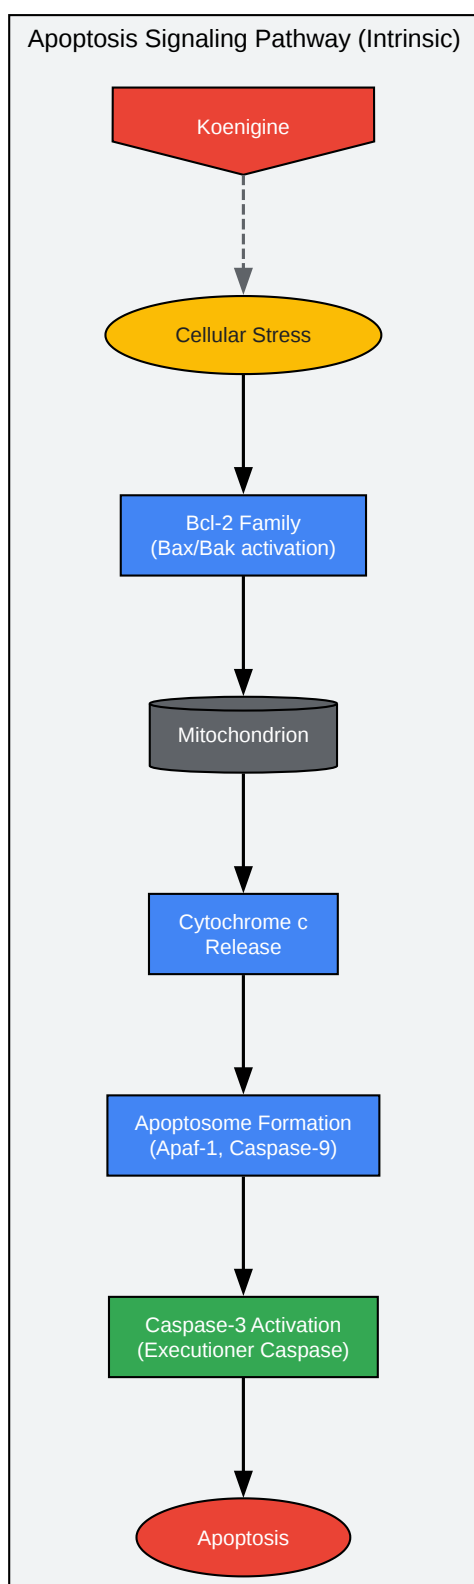 Apoptosis Signaling Pathway (Intrinsic)
Koenigine
Cellular Stress
Bcl-2 Family
(Bax/Bak activation)
Mitochondrion
Cytochrome c
Release
Apoptosome Formation
(Apaf-1, Caspase-9)
Caspase-3 Activation
(Executioner Caspase)
Apoptosis